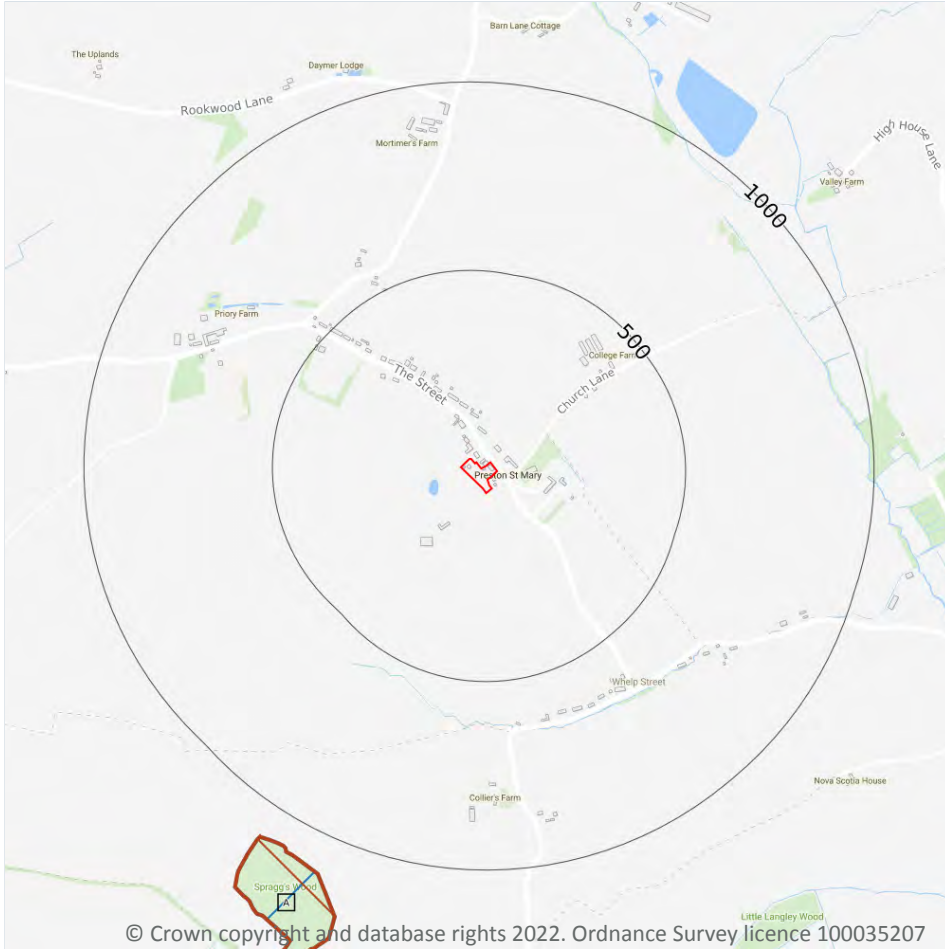 Barn Lane Cottage
The Uplands
Daymer Lodge
Rookwood Lane
Mortimer's Farm
High House Lane
Valley Farm
1000
Priory Farm
500
College Farm
The Street
Church Lane
Preston St Mary
Whelp Street
Nova Scotia House
Collier's Farm
Spragg's Wood
A
Little Langley Wood
© Crown copyright and database rights 2022. Ordnance Survey licence 100035207